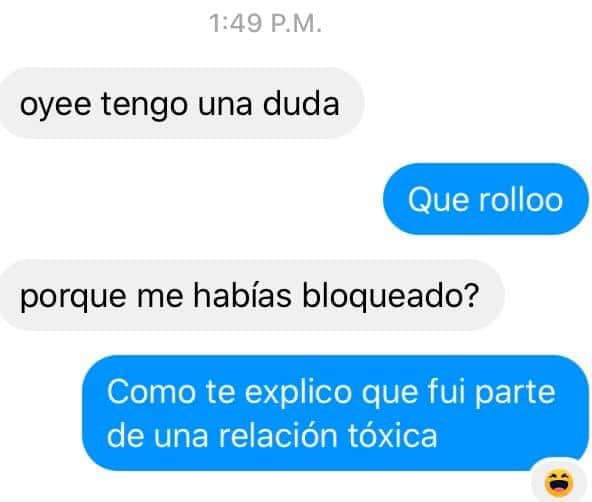 1:49 P.M.
oyee tengo una duda
Que rolloo
porque me habías bloqueado?
Como te explico que fui parte
de una relación tóxica